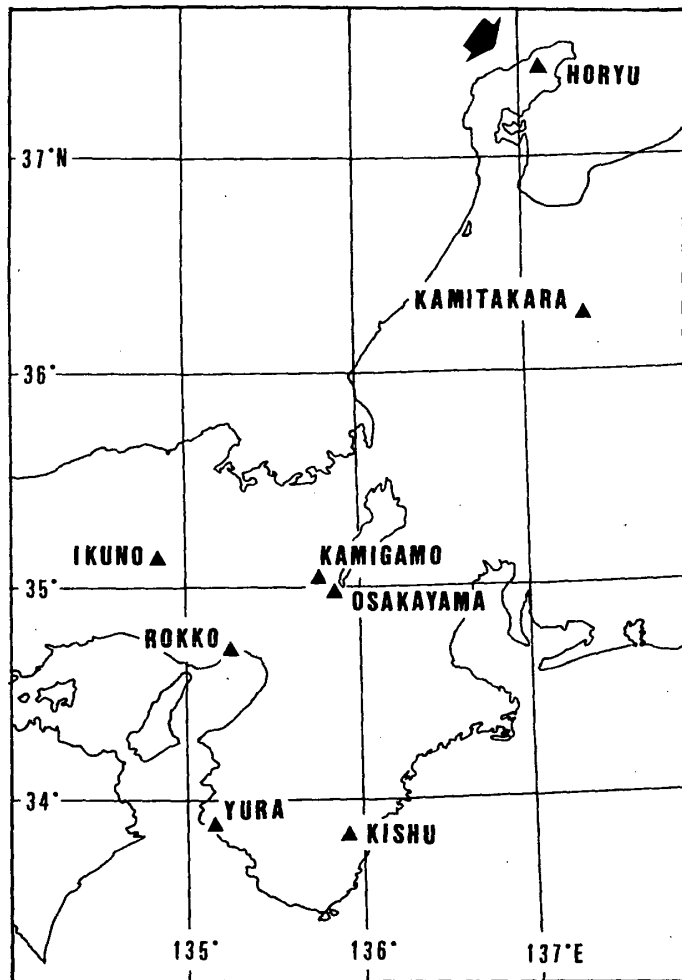 HORYU
37°N
KAMITAKARA
36°
IKUNO
KAMIGAMO
35°
OSAKAYAMA
ROKKO
34°
YURA
KISHU
135°
136°
137°E